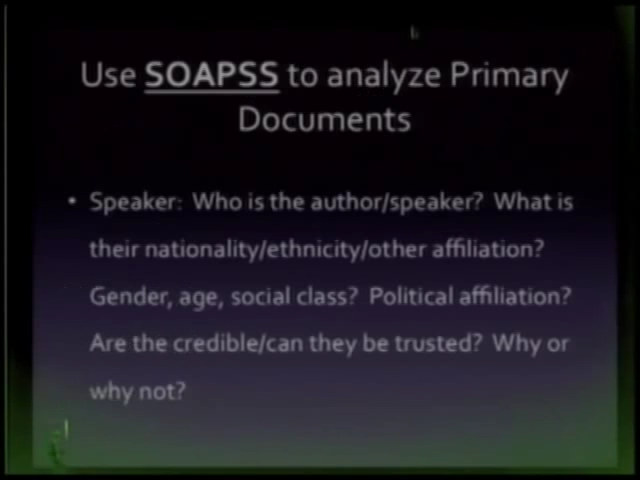 Use SOAPSS to analyze Primary
Documents
• Speaker: Who is the author/speaker? What is
their nationality/ethnicity/other affiliation?
Gender, age, social class? Political affiliation?
Are the credible/can they be trusted? Why or
why not?